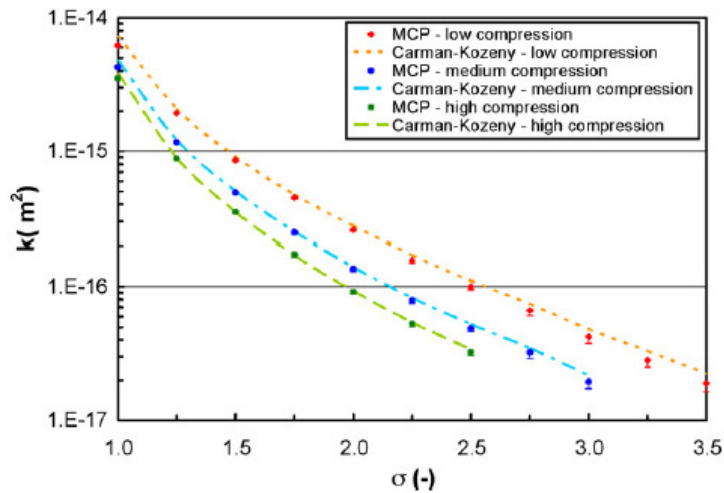 1.E-14
1.E-15
1.E-16
1.E-17
k( m²)
MCP - low compression
Carman-Kozeny - low compression
MCP - medium compression
Carman-Kozeny - medium compression
MCP - high compression
Carman-Kozeny - high compression
1.0 1.5 2.0 2.5 3.0 3.5
σ (-)